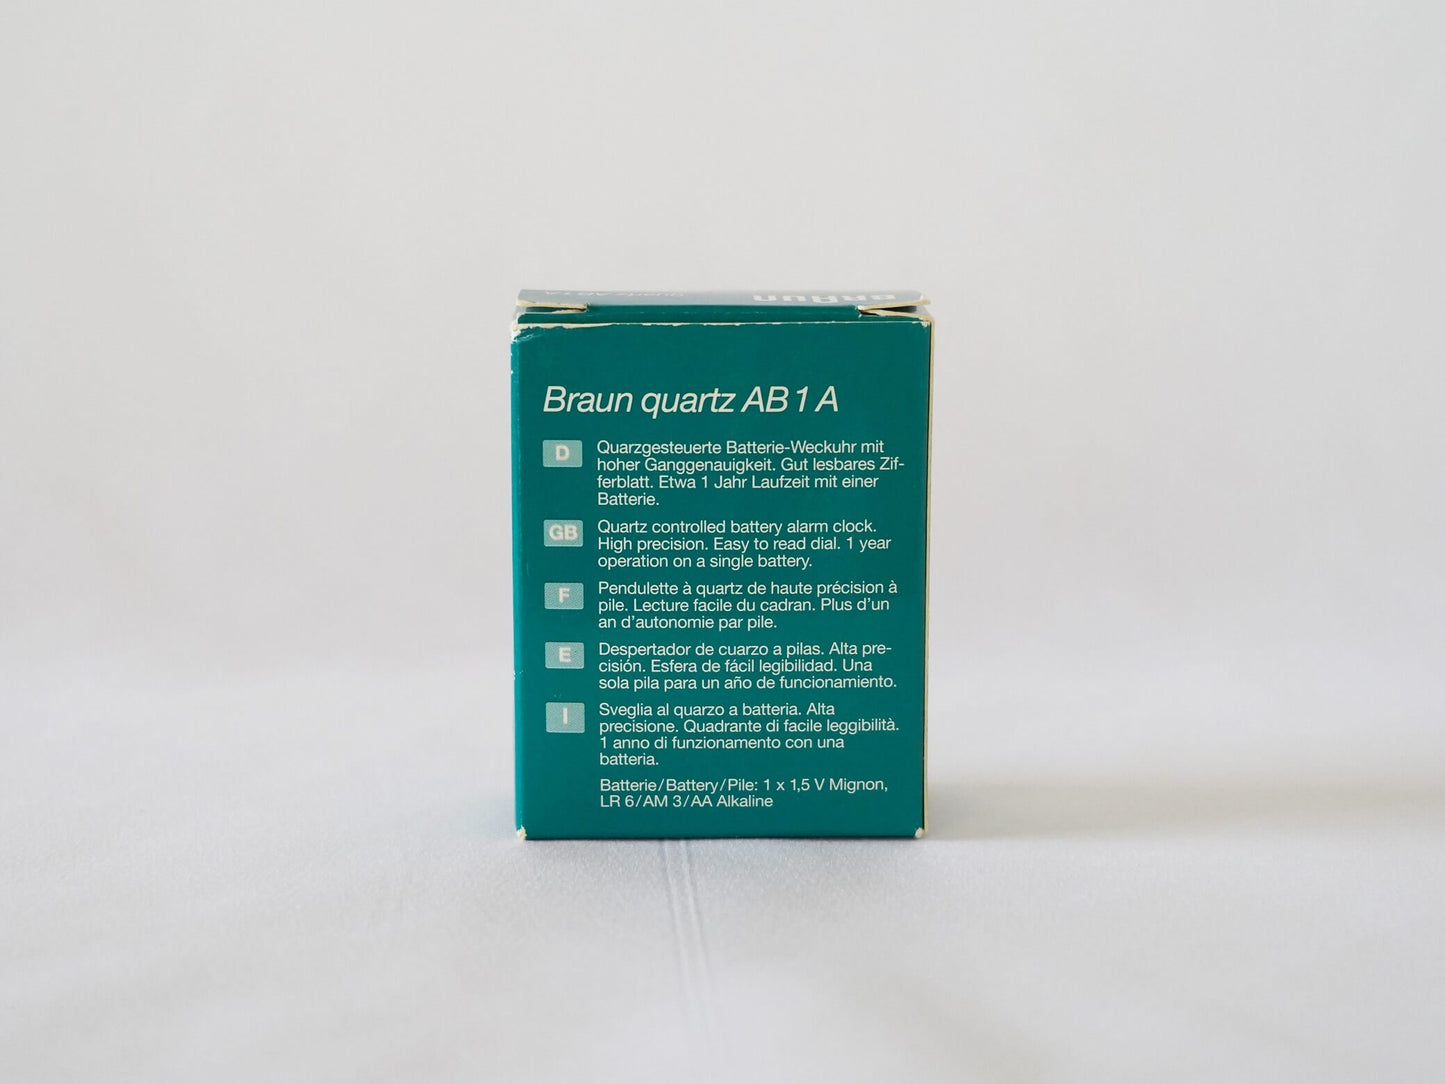 BRAUN
quartz AB 1 A
Braun quartz AB 1 A
D
Quarzgesteuerte Batterie-Weckuhr mit
hoher Ganggenauigkeit. Gut lesbares Zif-
ferblatt. Etwa 1 Jahr Laufzeit mit einer
Batterie.
GB
Quartz controlled battery alarm clock.
High precision. Easy to read dial. 1 year
operation on a single battery.
F
Pendulette à quartz de haute précision à
pile. Lecture facile du cadran. Plus d’un
an d’autonomie par pile.
E
Despertador de cuarzo a pilas. Alta pre-
cisión. Esfera de fácil legibilidad. Una
sola pila para un año de funcionamiento.
I
Sveglia al quarzo a batteria. Alta
precisione. Quadrante di facile leggibilità.
1 anno di funzionamento con una
batteria.
Batterie/Battery/Pile: 1 x 1,5 V Mignon,
LR 6/AM 3/AA Alkaline